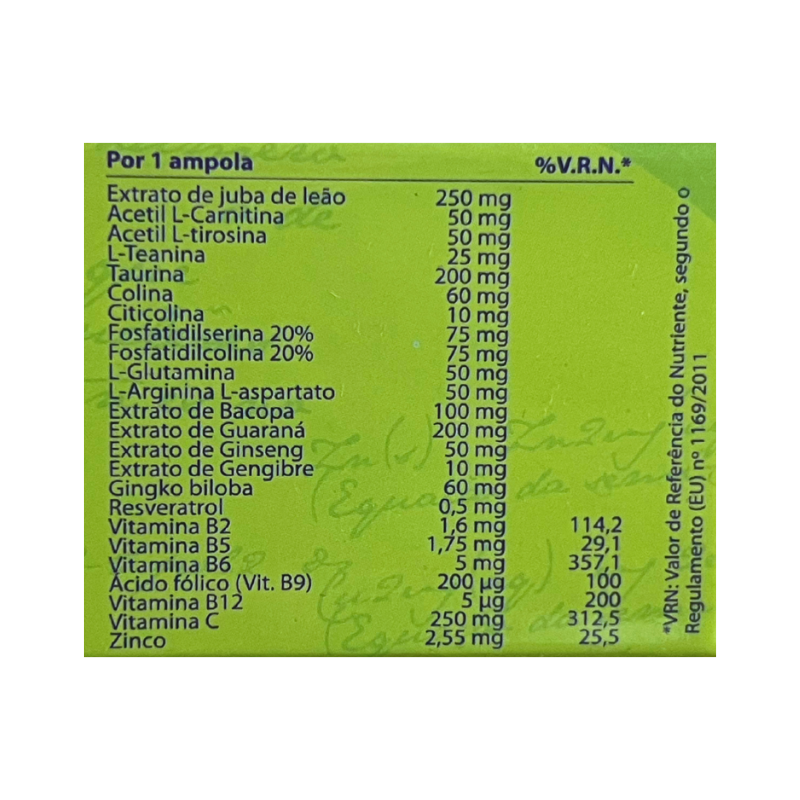 Por 1 ampola %V.R.N.*
Extrato de juba de leão 250 mg
Acetil L-Carnitina 50 mg
Acetil L-tirosina 50 mg
L-Teanina 25 mg
Taurina 200 mg
Colina 60 mg
Citicolina 10 mg
Fosfatidilserina 20% 75 mg
Fosfatidilcolina 20% 75 mg
L-Glutamina 50 mg
L-Arginina L-aspartato 50 mg
Extrato de Bacopa 100 mg
Extrato de Guaraná 200 mg
Extrato de Ginseng 50 mg
Extrato de Gengibre 10 mg
Gingko biloba 60 mg
Resveratrol 0,5 mg
Vitamina B2 1,6 mg 114,2
Vitamina B5 1,75 mg 29,1
Vitamina B6 5 mg 357,1
Ácido fólico (Vit. B9) 200 µg 100
Vitamina B12 5 µg 200
Vitamina C 250 mg 312,5
Zinco 2,55 mg 25,5
*VRN: Valor de Referência do Nutriente, segundo o
Regulamento (EU) nº 1169/2011